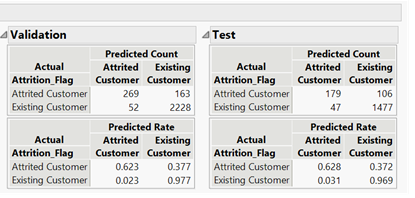 Validation
Predicted Count
Actual Attrited Existing
Attrition_Flag Customer Customer
Attrited Customer 269 163
Existing Customer 52 2228
Predicted Rate
Actual Attrited Existing
Attrition_Flag Customer Customer
Attrited Customer 0.623 0.377
Existing Customer 0.023 0.977
Test
Predicted Count
Actual Attrited Existing
Attrition_Flag Customer Customer
Attrited Customer 179 106
Existing Customer 47 1477
Predicted Rate
Actual Attrited Existing
Attrition_Flag Customer Customer
Attrited Customer 0.628 0.372
Existing Customer 0.031 0.969